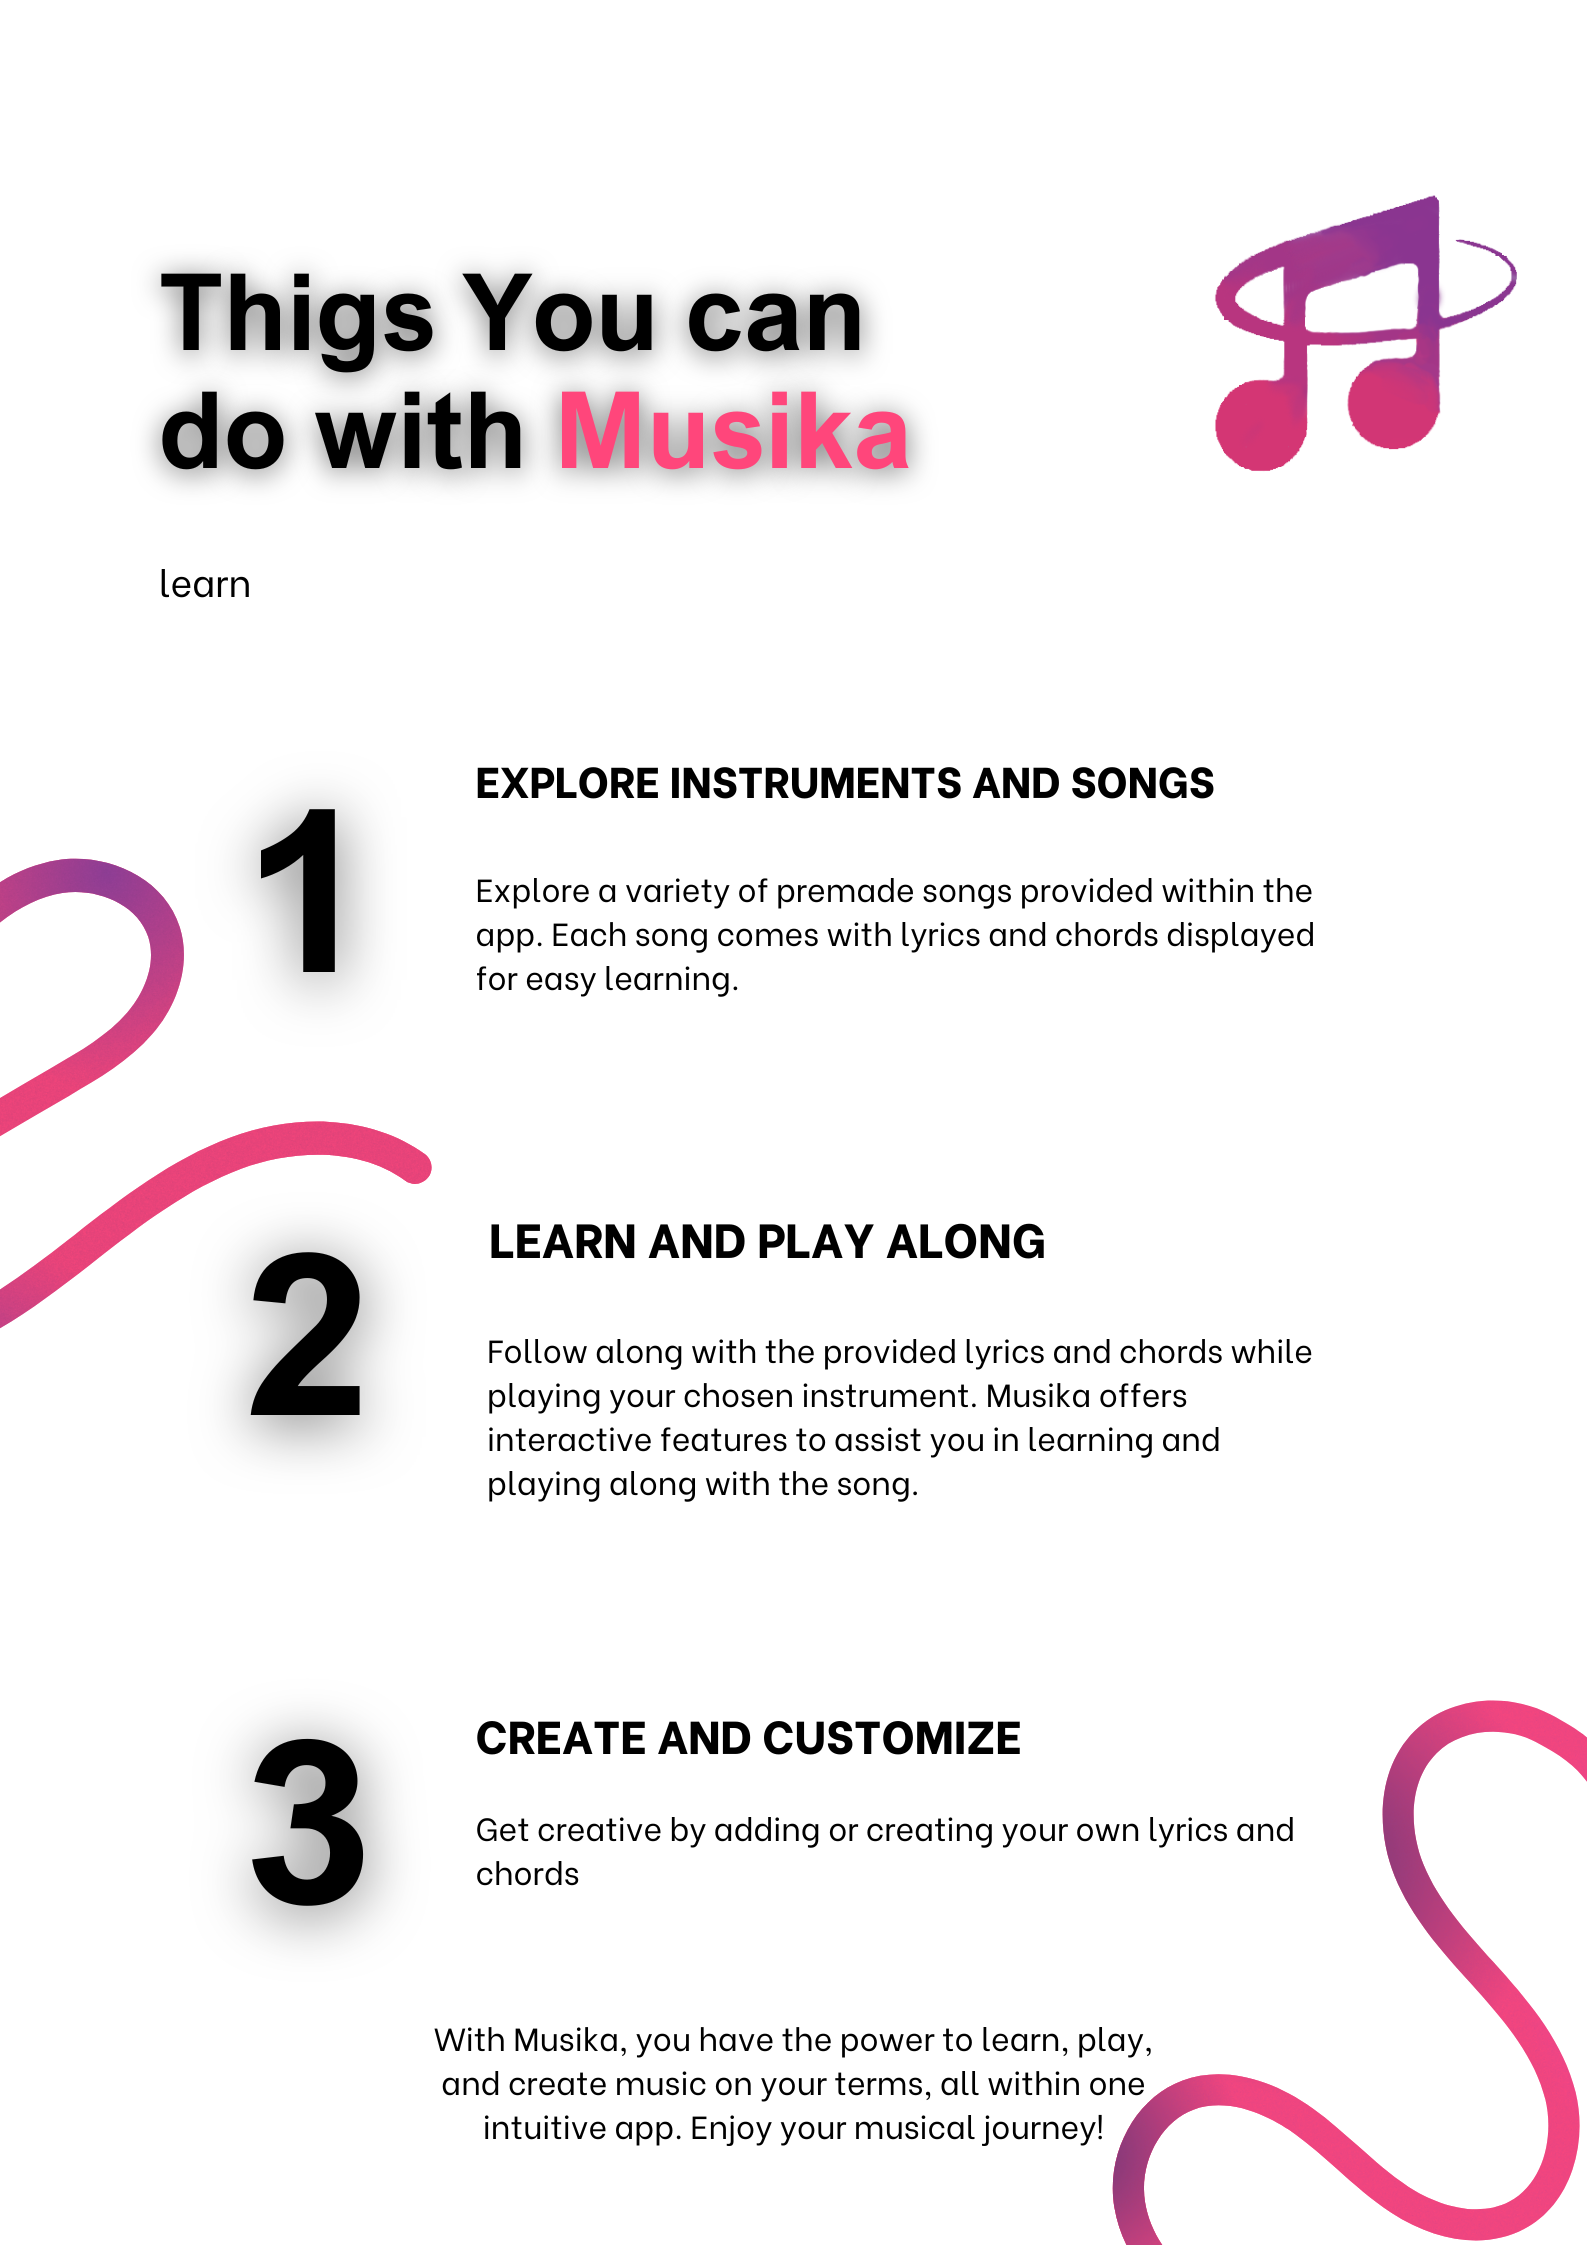 Thigs You can
do with Musika
learn
1
EXPLORE INSTRUMENTS AND SONGS
Explore a variety of premade songs provided within the
app. Each song comes with lyrics and chords displayed
for easy learning.
2
LEARN AND PLAY ALONG
Follow along with the provided lyrics and chords while
playing your chosen instrument. Musika offers
interactive features to assist you in learning and
playing along with the song.
3
CREATE AND CUSTOMIZE
Get creative by adding or creating your own lyrics and
chords
With Musika, you have the power to learn, play,
and create music on your terms, all within one
intuitive app. Enjoy your musical journey!